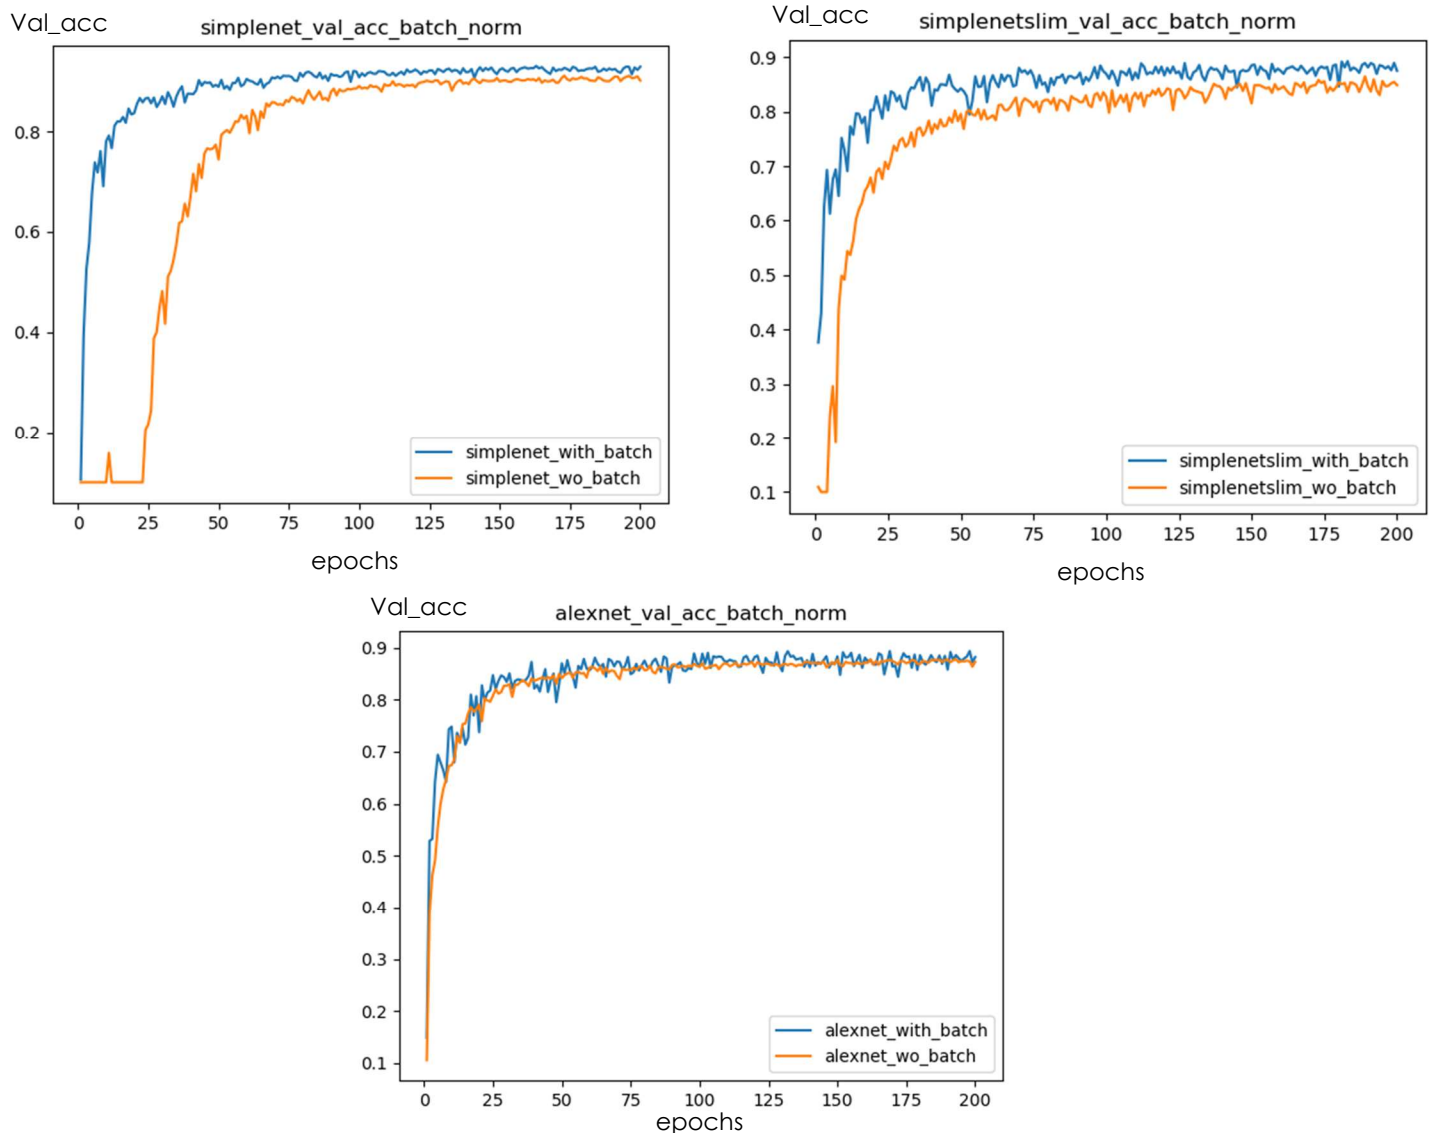 Val_acc
simplenet_val_acc_batch_norm
0.8
0.6
0.4
0.2
simplenet_with_batch
simplenet_wo_batch
0 25 50 75 100 125 150 175 200
epochs
Val_acc
simplenetslim_val_acc_batch_norm
0.9
0.8
0.7
0.6
0.5
0.4
0.3
0.2
0.1
simplenetslim_with_batch
simplenetslim_wo_batch
0 25 50 75 100 125 150 175 200
epochs
Val_acc
alexnet_val_acc_batch_norm
0.9
0.8
0.7
0.6
0.5
0.4
0.3
0.2
0.1
alexnet_with_batch
alexnet_wo_batch
0 25 50 75 100 125 150 175 200
epochs